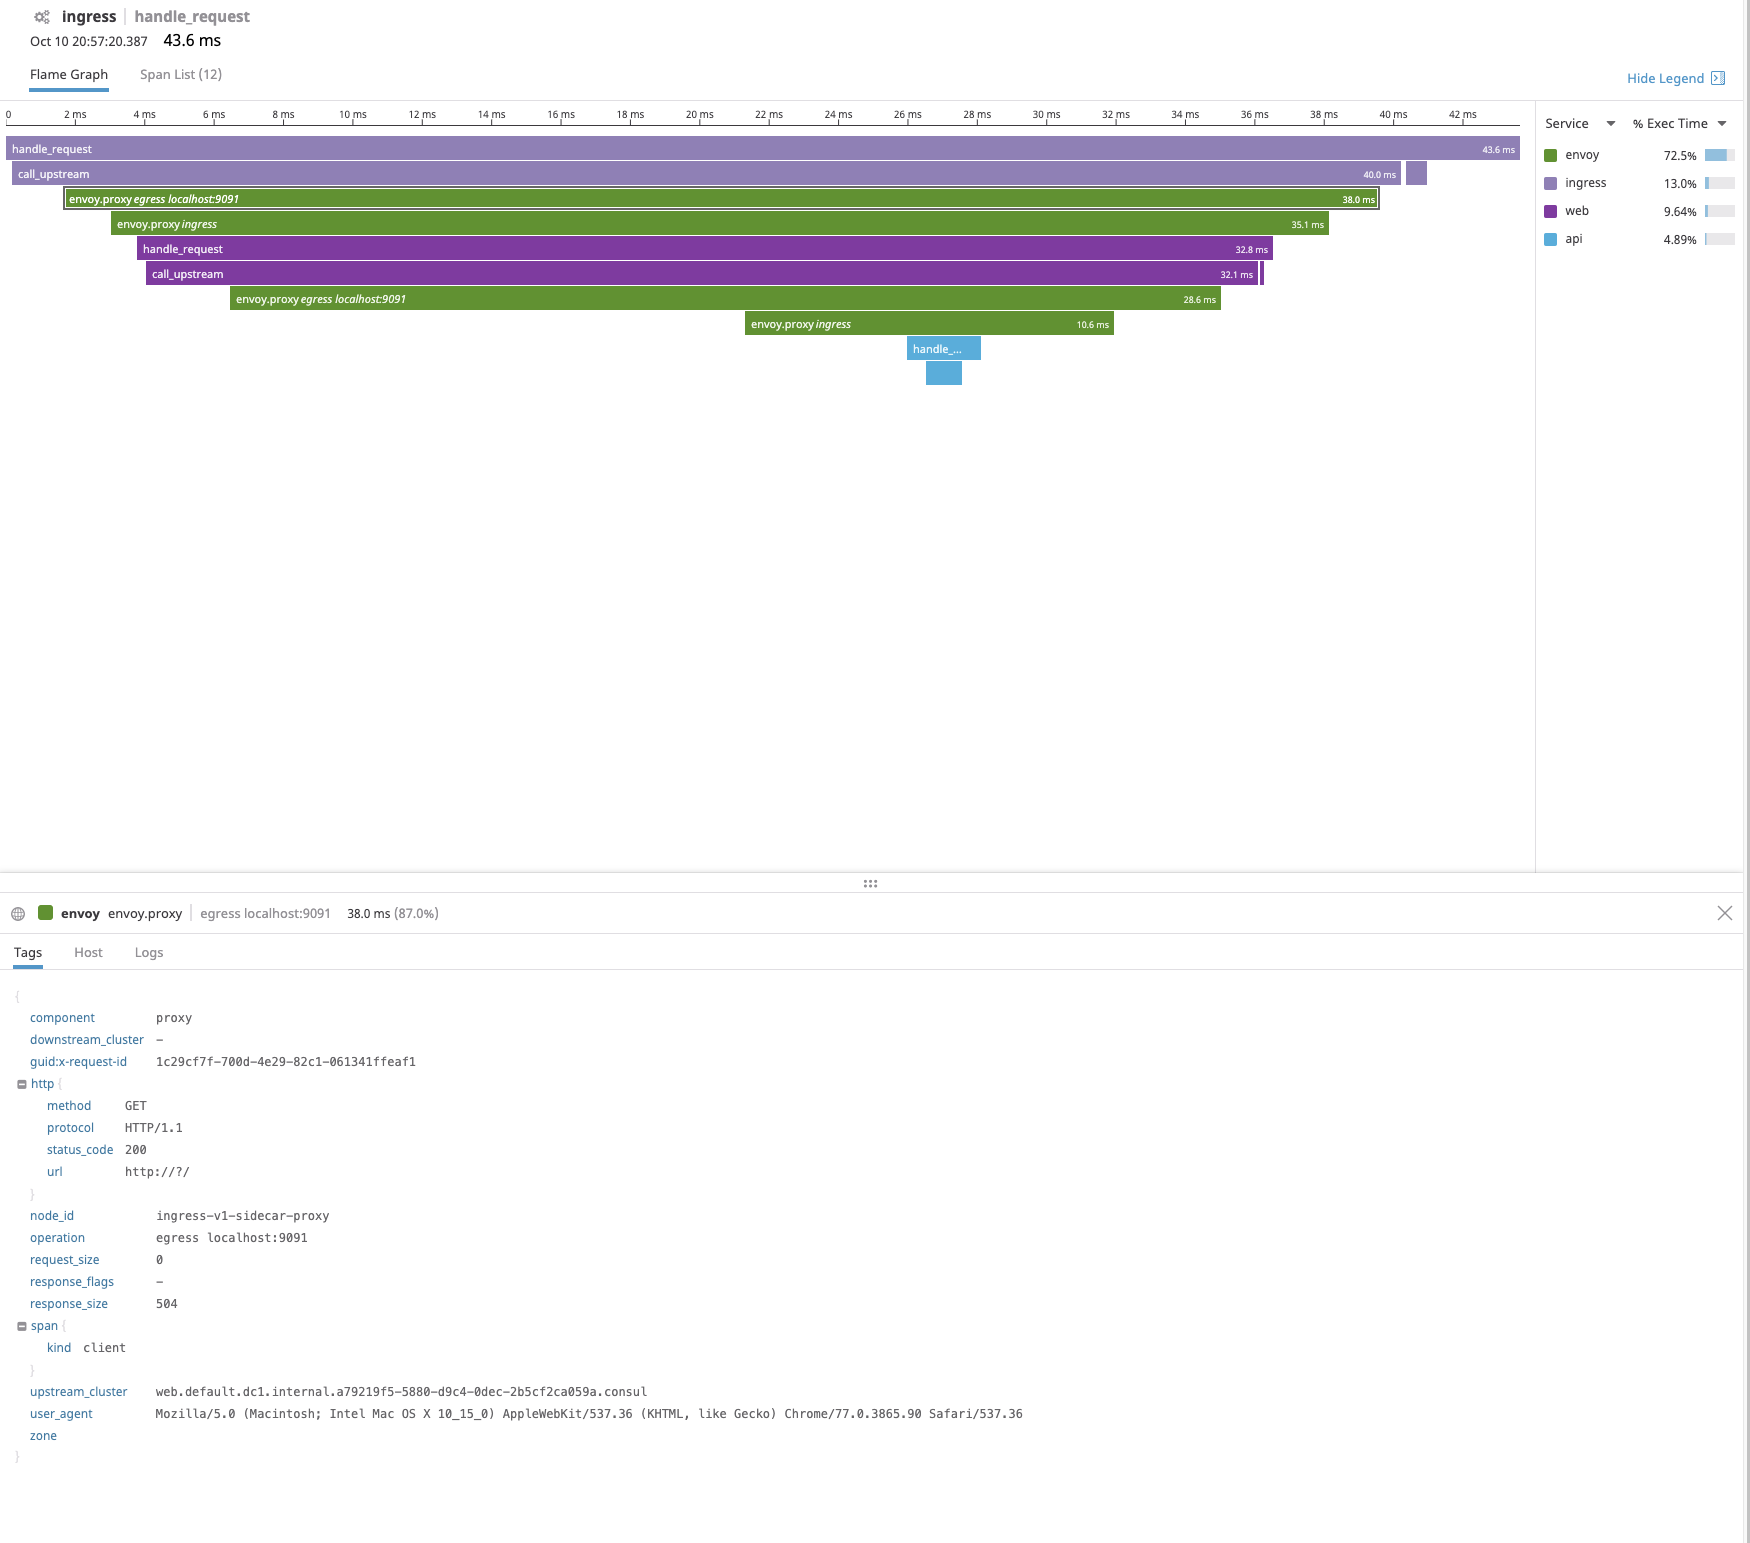 ingress handle_request
Oct 10 20:57:20.387 43.6 ms
Flame Graph Span List (12)
Hide Legend
0 2 ms 4 ms 6 ms 8 ms 10 ms 12 ms 14 ms 16 ms 18 ms 20 ms 22 ms 24 ms 26 ms 28 ms 30 ms 32 ms 34 ms 36 ms 38 ms 40 ms 42 ms
Service % Exec Time
handle_request 43.6 ms
call_upstream 40.0 ms
envoy.proxy egress localhost:9091 38.0 ms
envoy.proxy ingress 35.1 ms
handle_request 32.8 ms
call_upstream 32.1 ms
envoy.proxy egress localhost:9091 28.6 ms
envoy.proxy ingress 10.6 ms
handle_...
envoy 72.5%
ingress 13.0%
web 9.64%
api 4.89%
envoy envoy.proxy egress localhost:9091 38.0 ms (87.0%)
Tags Host Logs
{
component proxy
downstream_cluster –
guid:x-request-id 1c29cf7f-700d-4e29-82c1-061341ffeaf1
http {
method GET
protocol HTTP/1.1
status_code 200
url http://?/
}
node_id ingress-v1-sidecar-proxy
operation egress localhost:9091
request_size 0
response_flags –
response_size 504
span {
kind client
}
upstream_cluster web.default.dc1.internal.a79219f5-5880-d9c4-0dec-2b5cf2ca059a.consul
user_agent Mozilla/5.0 (Macintosh; Intel Mac OS X 10_15_0) AppleWebKit/537.36 (KHTML, like Gecko) Chrome/77.0.3865.90 Safari/537.36
zone
}